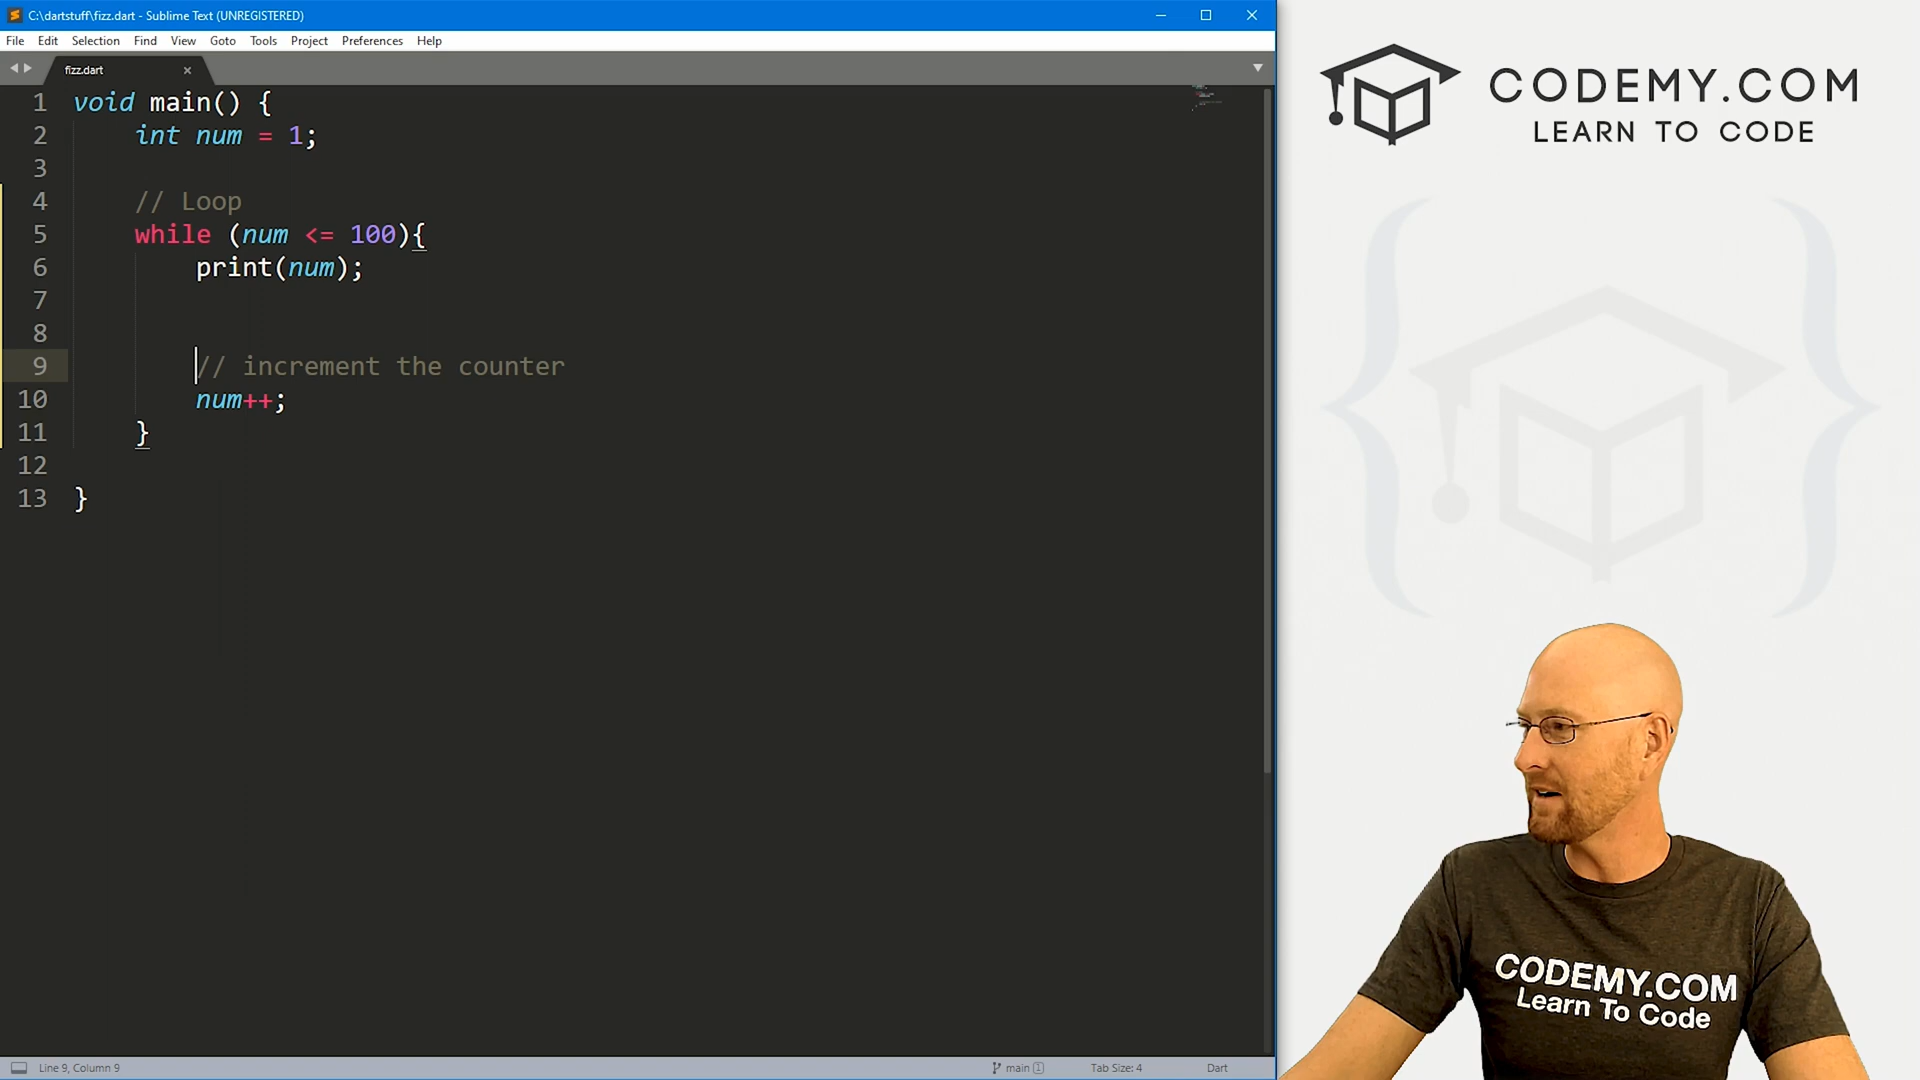 C:\dartstuff\fizz.dart - Sublime Text (UNREGISTERED)
File Edit Selection Find View Goto Tools Project Preferences Help
fizz.dart
1 void main() {
2 int num = 1;
3
4 // Loop
5 while (num <= 100){
6 print(num);
7
8
9 // increment the counter
10 num++;
11 }
12
13 }
Line 9, Column 9 main 1 Tab Size: 4 Dart
CODEMY.COM
LEARN TO CODE
CODEMY.COM
Learn To Code